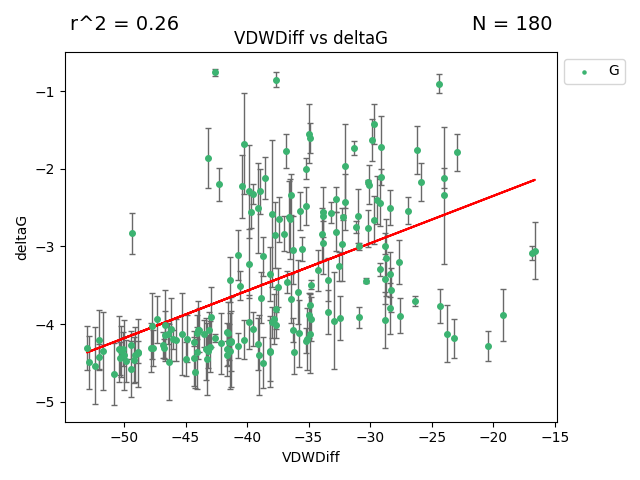 r^2 = 0.26
N = 180
VDWDiff vs deltaG
G
deltaG
−1
−2
−3
−4
−5
−50
−45
−40
−35
−30
−25
−20
−15
VDWDiff